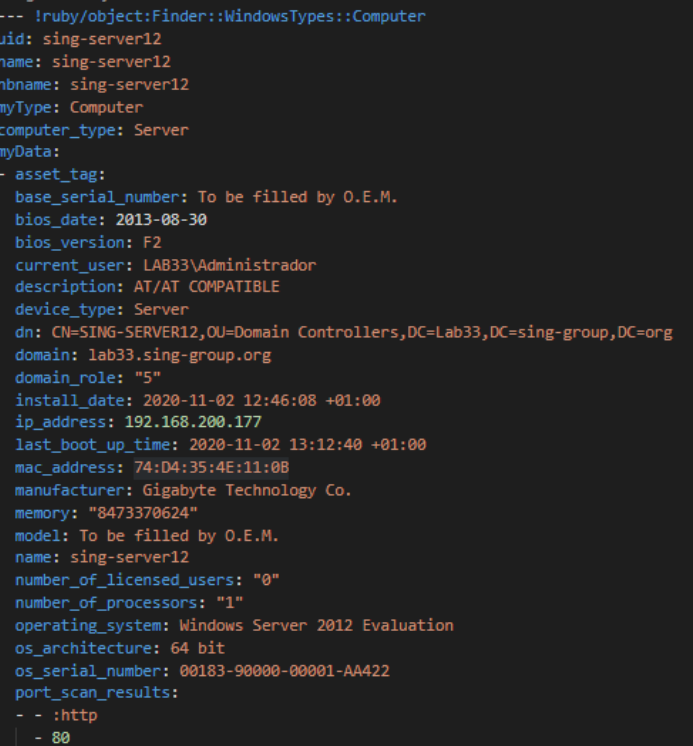 --- !ruby/object:Finder::WindowsTypes::Computer
uid: sing-server12
name: sing-server12
nbname: sing-server12
myType: Computer
computer_type: Server
myData:
- asset_tag:
base_serial_number: To be filled by O.E.M.
bios_date: 2013-08-30
bios_version: F2
current_user: LAB33\Administrador
description: AT/AT COMPATIBLE
device_type: Server
dn: CN=SING-SERVER12,OU=Domain Controllers,DC=Lab33,DC=sing-group,DC=org
domain: lab33.sing-group.org
domain_role: "5"
install_date: 2020-11-02 12:46:08 +01:00
ip_address: 192.168.200.177
last_boot_up_time: 2020-11-02 13:12:40 +01:00
mac_address: 74:D4:35:4E:11:0B
manufacturer: Gigabyte Technology Co.
memory: "8473370624"
model: To be filled by O.E.M.
name: sing-server12
number_of_licensed_users: "0"
number_of_processors: "1"
operating_system: Windows Server 2012 Evaluation
os_architecture: 64 bit
os_serial_number: 00183-90000-00001-AA422
port_scan_results:
- - :http
- 80